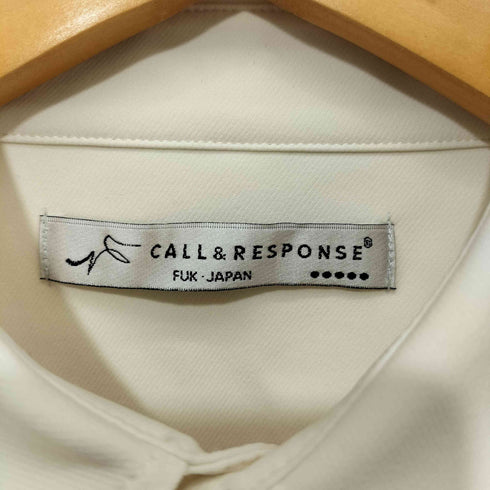 CALL & RESPONSE®
FUK · JAPAN •••••